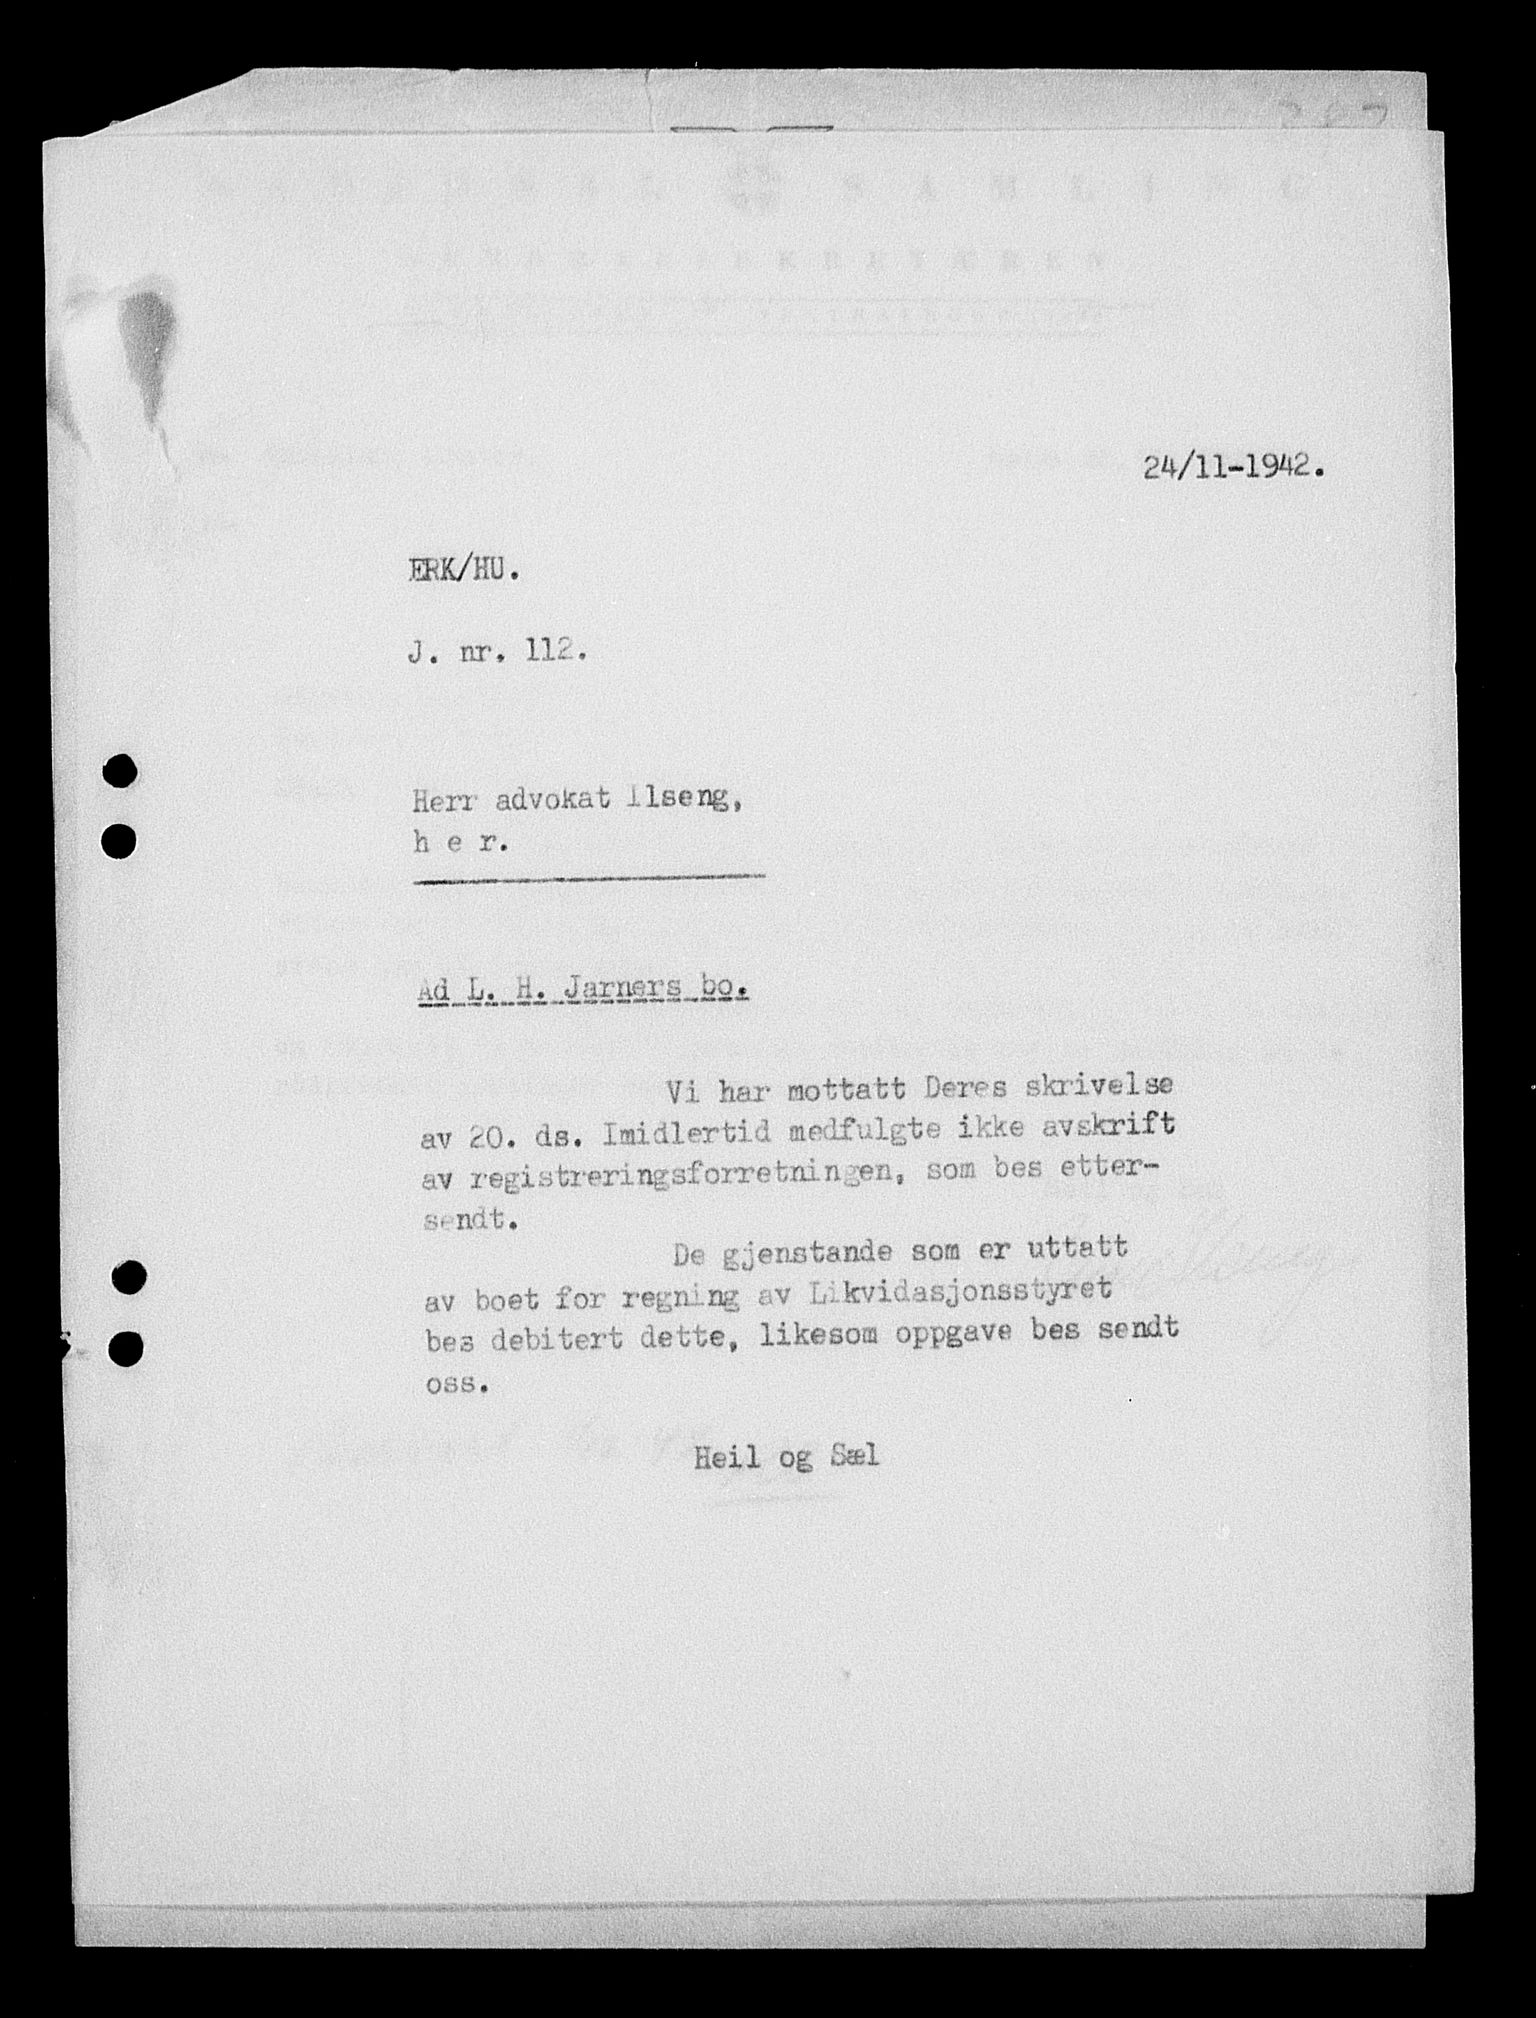 24/11-1942.
ERK/HU.
J. nr. 112.
Herr advokat Ilseng,
h e r.
Ad L. H. Jarners bo.
Vi har mottatt Deres skrivelse
av 20. ds. Imidlertid medfulgte ikke avskrift
av registreringsforretningen, som bes etter-
sendt.
De gjenstande som er uttatt
av boet for regning av Likvidasjonsstyret
bes debitert dette, likesom oppgave bes sendt
oss.
Heil og Sæl